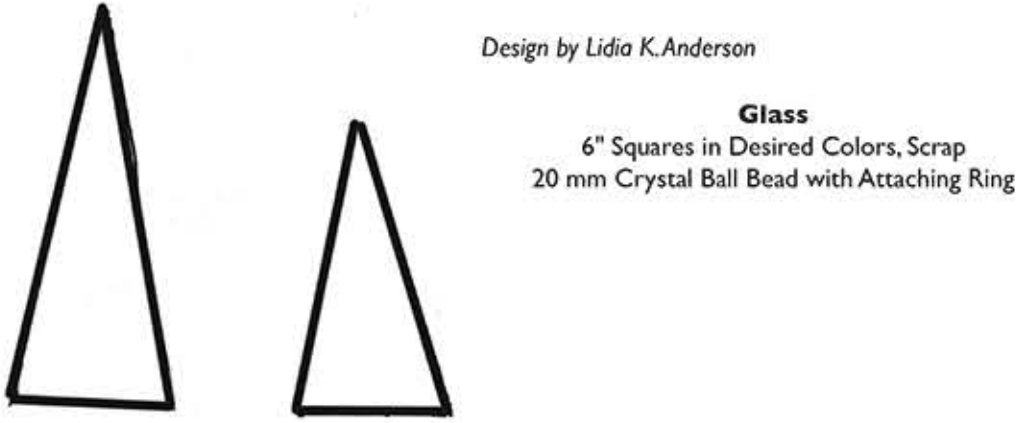 Design by Lidia K. Anderson
Glass
6" Squares in Desired Colors, Scrap
20 mm Crystal Ball Bead with Attaching Ring